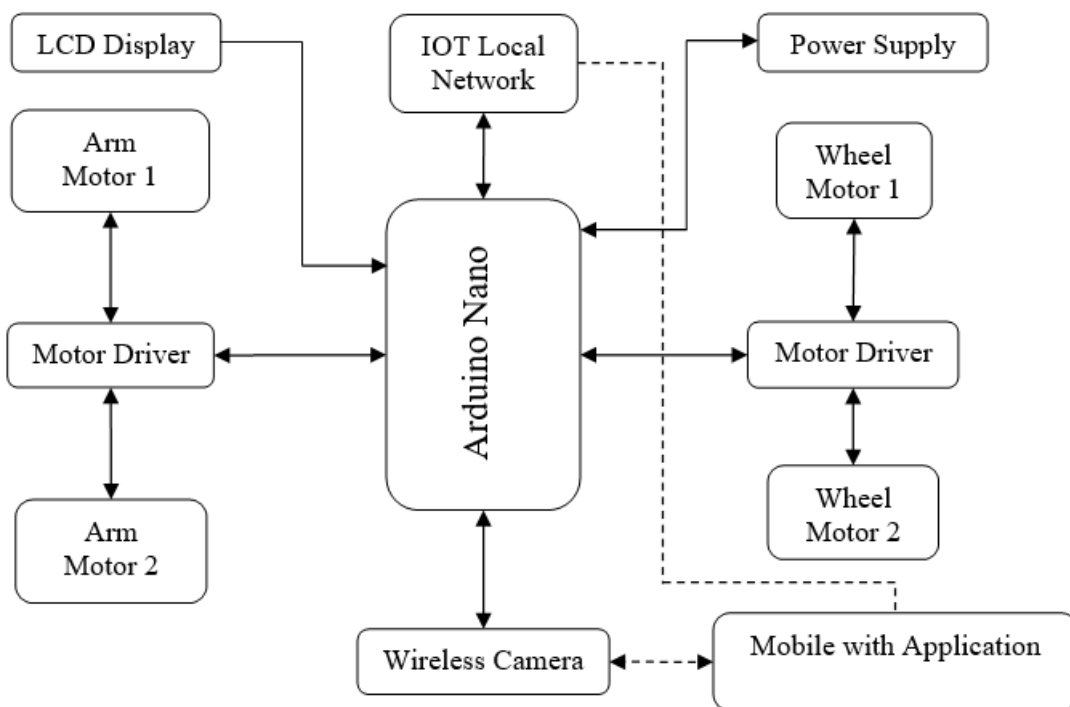 LCD Display
IOT Local
Network
Power Supply
Arm
Motor 1
Wheel
Motor 1
Arduino Nano
Motor Driver
Motor Driver
Arm
Motor 2
Wheel
Motor 2
Wireless Camera
Mobile with Application